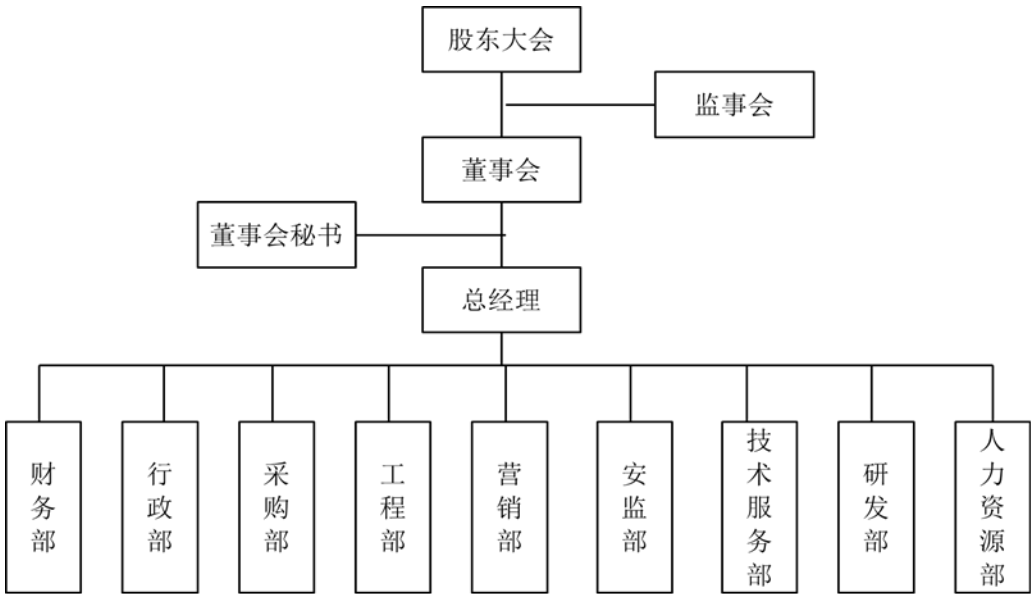 股东大会
监事会
董事会
董事会秘书
总经理
财务部
行政部
采购部
工程部
营销部
安监部
技术服务部
研发部
人力资源部